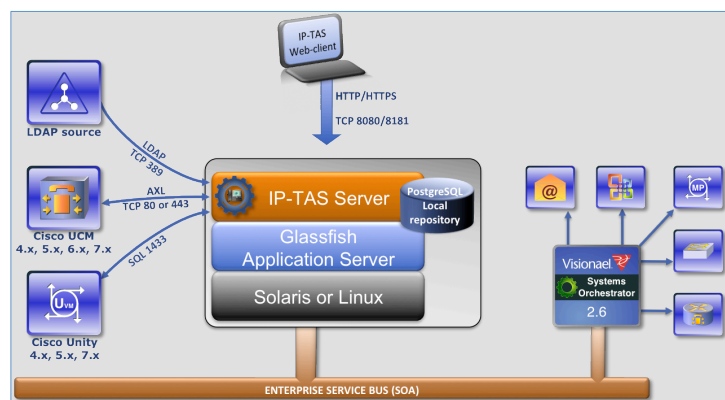 IP-TAS
Web-client
HTTP/HTTPS
TCP 8080/8181
LDAP source
LDAP
TCP 389
AXL
TCP 80 or 443
Cisco UCM
4.x, 5.x, 6.x, 7.x
SQL 1433
UVM
Cisco Unity
4.x, 5.x, 7.x
IP-TAS Server
PostgreSQL
Local
repository
Glassfish
Application Server
Solaris or Linux
@
MP
Visionael
Systems
Orchestrator
2.6
ENTERPRISE SERVICE BUS (SOA)